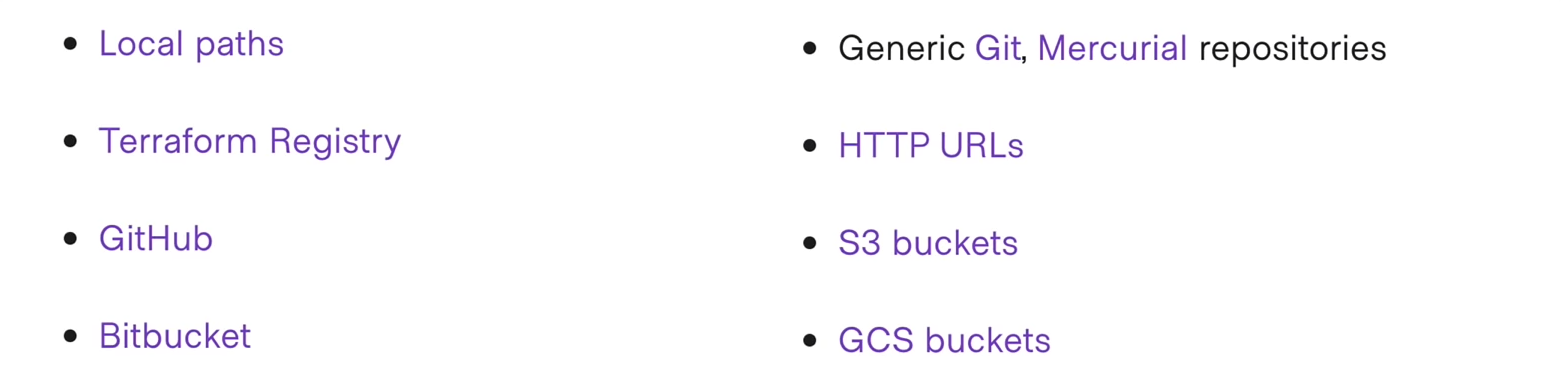 • Local paths
• Terraform Registry
• GitHub
• Bitbucket
• Generic Git, Mercurial repositories
• HTTP URLs
• S3 buckets
• GCS buckets